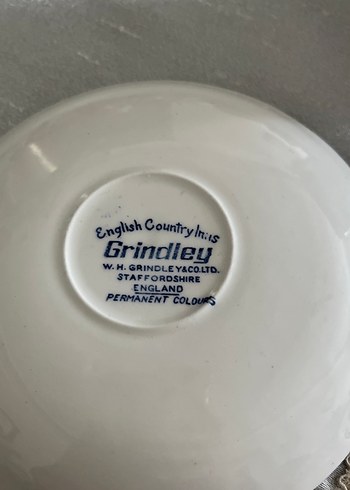 English Country Inns
Grindley
W. H. GRINDLEY & CO. LTD.
STAFFORDSHIRE
ENGLAND
PERMANENT COLOURS